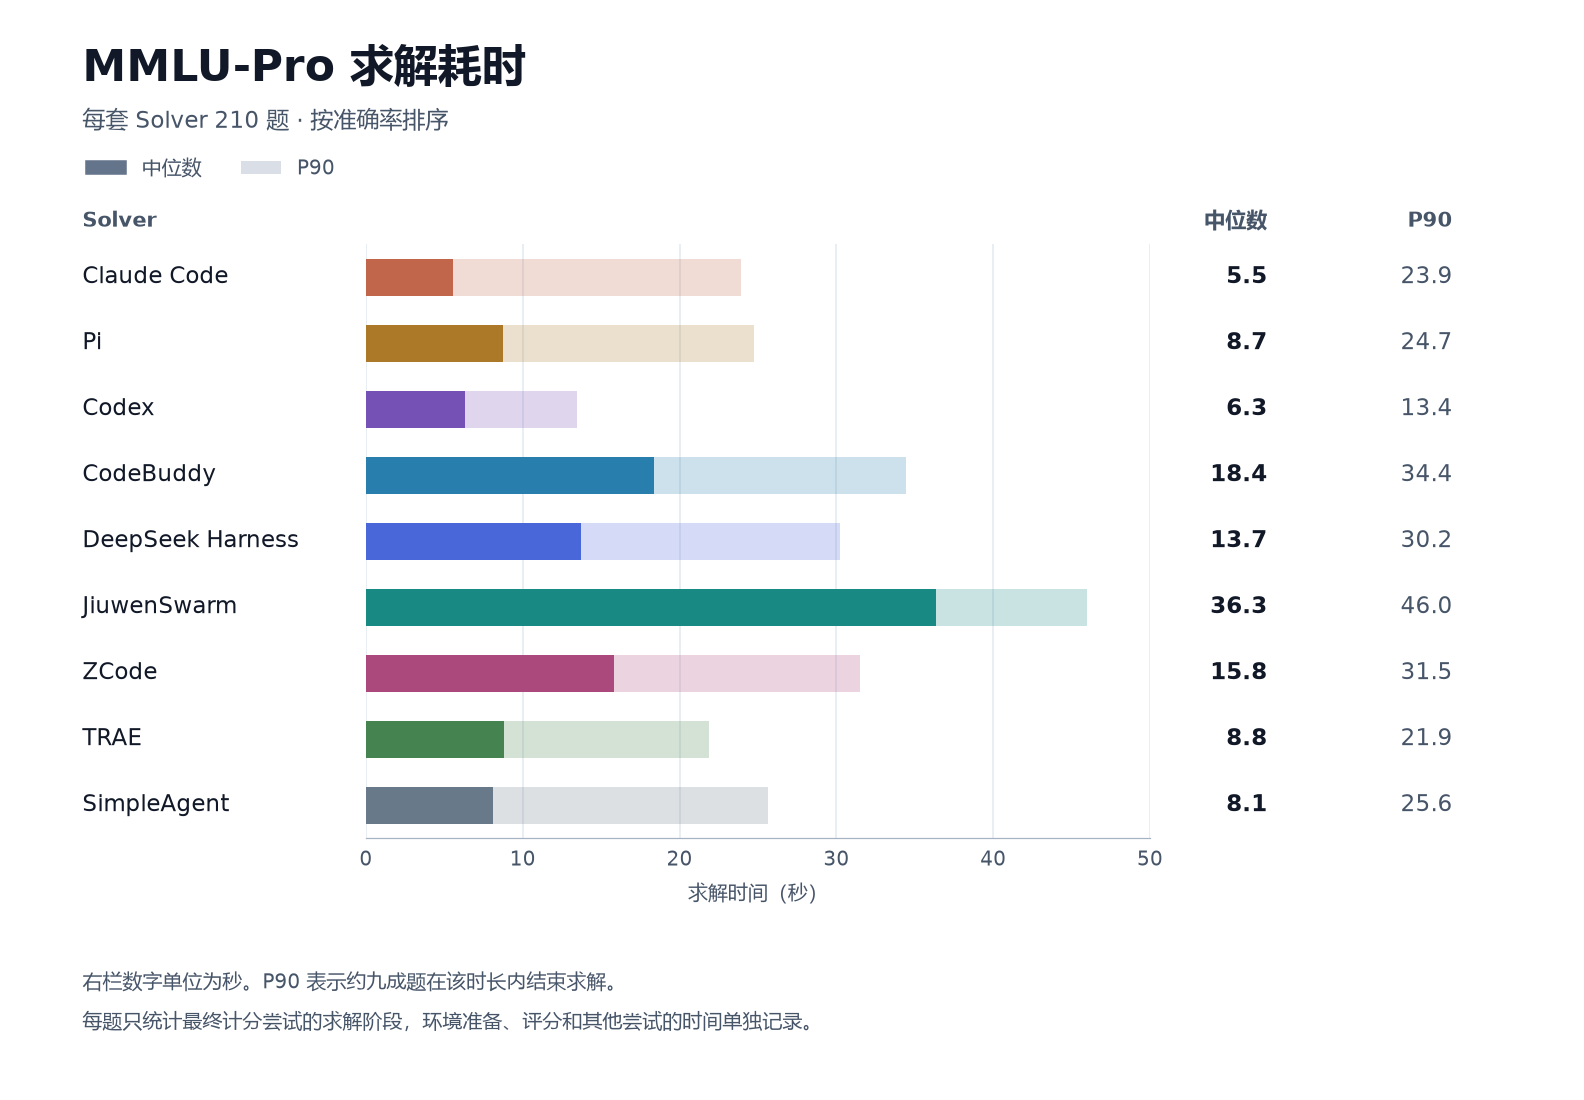 MMLU-Pro 求解耗时
每套 Solver 210 题 · 按准确率排序
中位数 P90
Solver 中位数 P90
Claude Code 5.5 23.9
Pi 8.7 24.7
Codex 6.3 13.4
CodeBuddy 18.4 34.4
DeepSeek Harness 13.7 30.2
JiuwenSwarm 36.3 46.0
ZCode 15.8 31.5
TRAE 8.8 21.9
SimpleAgent 8.1 25.6
0 10 20 30 40 50
求解时间（秒）
右栏数字单位为秒。P90 表示约九成题在该时长内结束求解。
每题只统计最终计分尝试的求解阶段，环境准备、评分和其他尝试的时间单独记录。